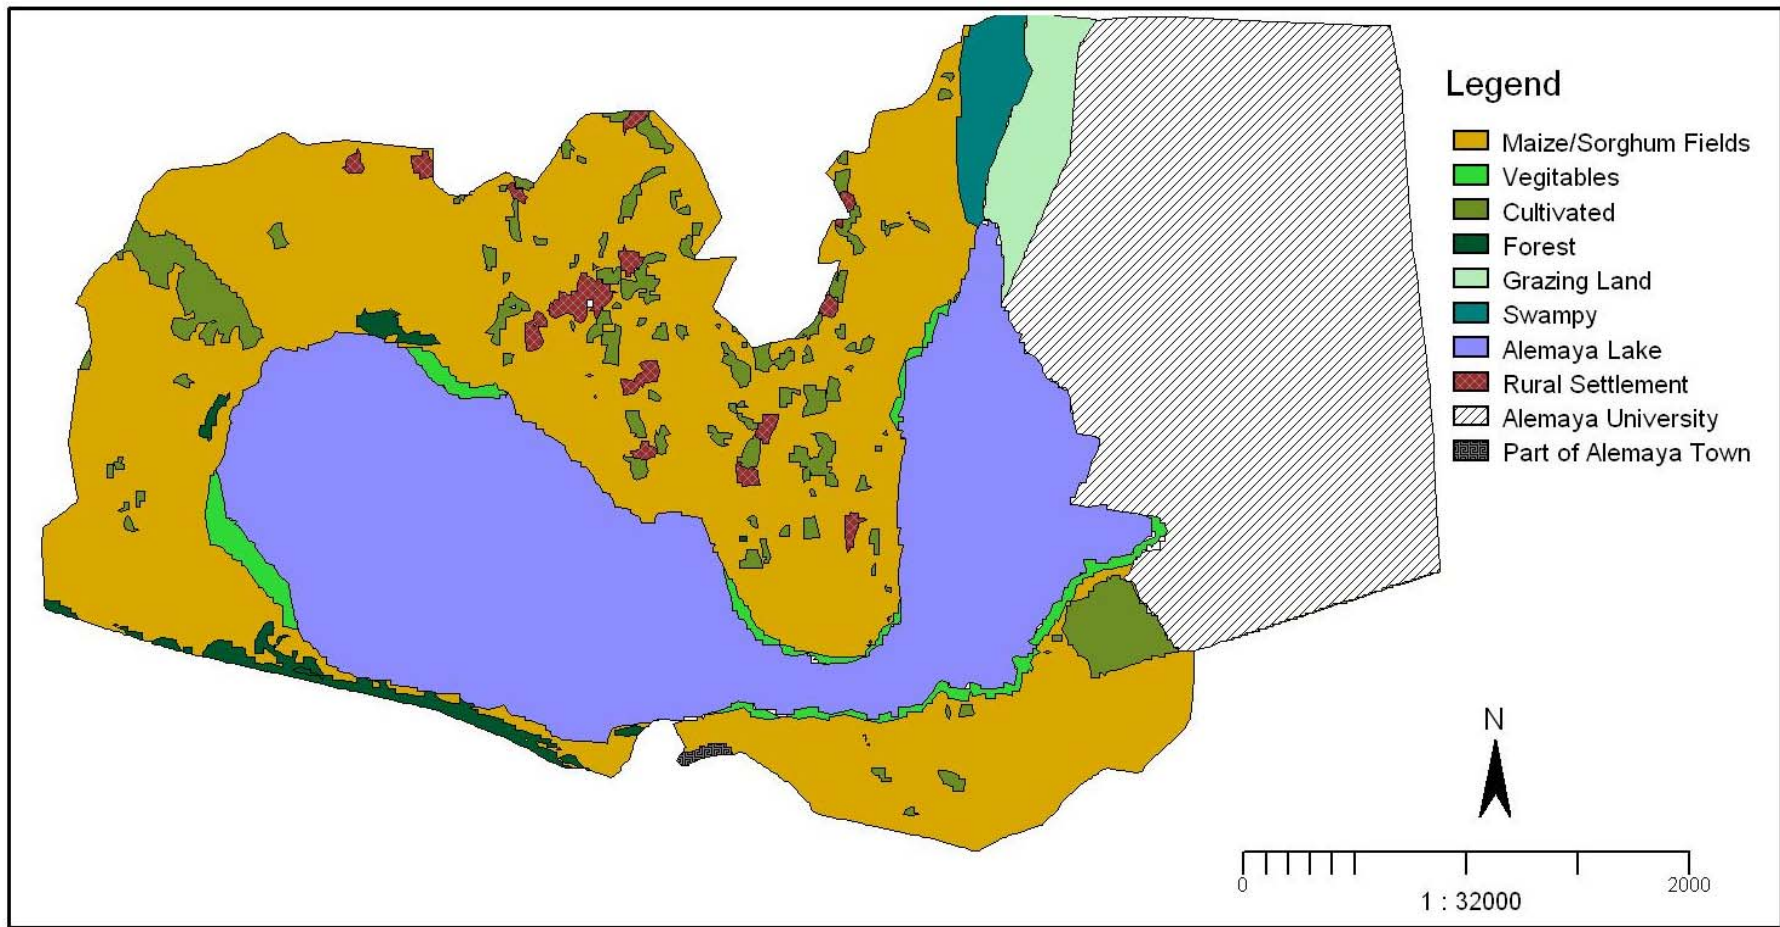 Legend
Maize/Sorghum Fields
Vegitables
Cultivated
Forest
Grazing Land
Swampy
Alemaya Lake
Rural Settlement
Alemaya University
Part of Alemaya Town
N
0 2000
1 : 32000